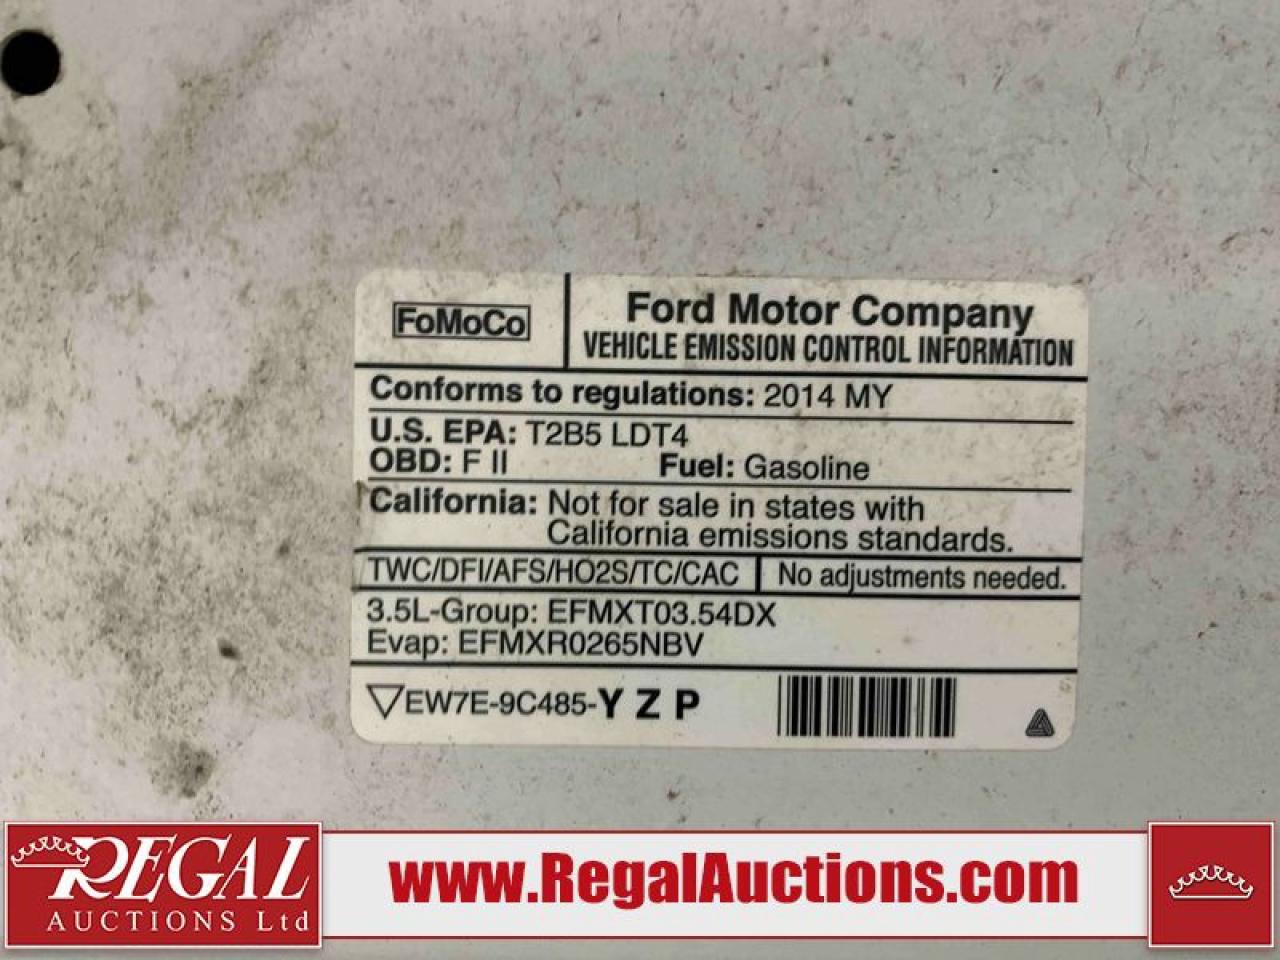 FoMoCo
Ford Motor Company
VEHICLE EMISSION CONTROL INFORMATION
Conforms to regulations: 2014 MY
U.S. EPA: T2B5 LDT4
OBD: F II Fuel: Gasoline
California: Not for sale in states with
California emissions standards.
TWC/DFI/AFS/HO2S/TC/CAC No adjustments needed.
3.5L-Group: EFMXT03.54DX
Evap: EFMXR0265NBV
EW7E-9C485-Y Z P
REGAL
AUCTIONS Ltd
www.RegalAuctions.com